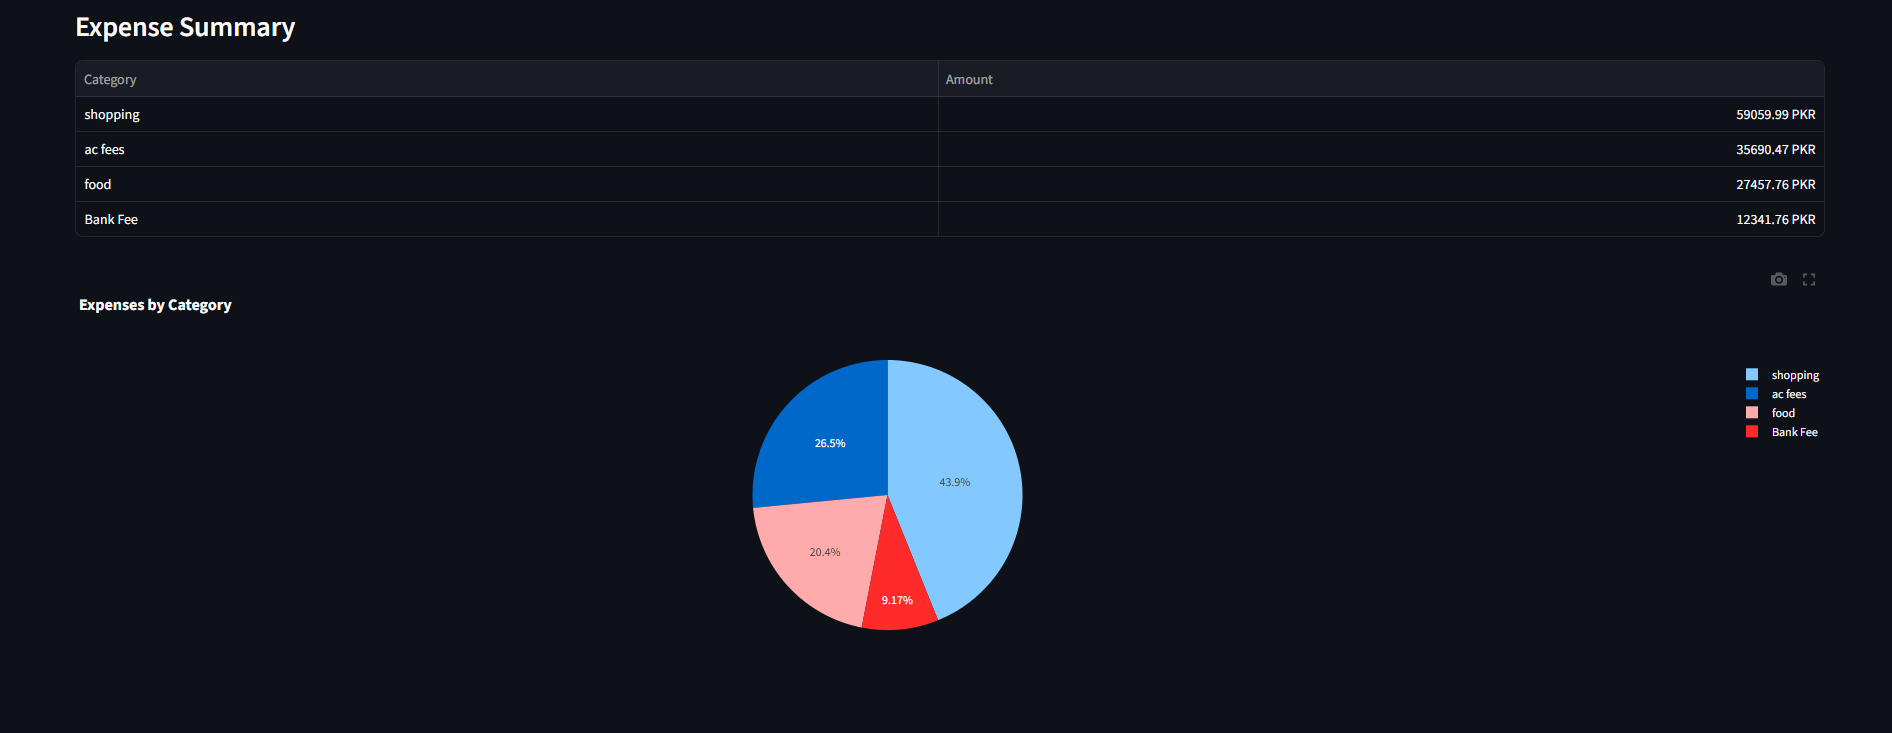 Expense Summary
Category Amount
shopping 59059.99 PKR
ac fees 35690.47 PKR
food 27457.76 PKR
Bank Fee 12341.76 PKR
Expenses by Category
shopping
ac fees
food
Bank Fee
26.5%
43.9%
20.4%
9.17%